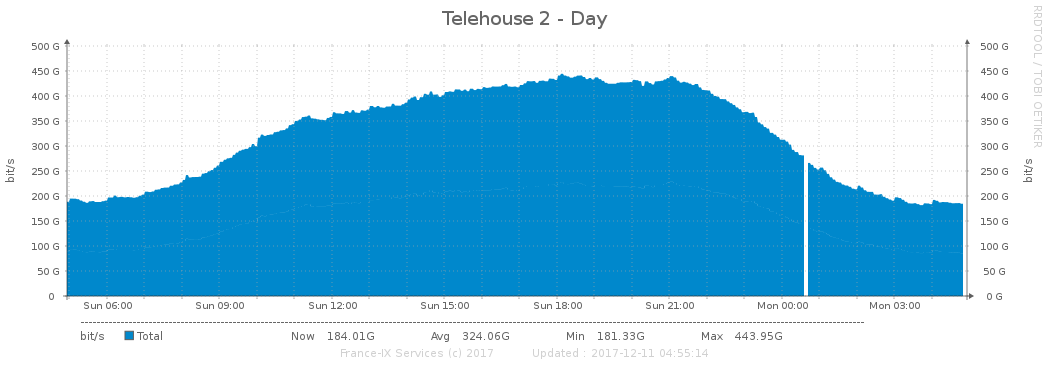 Telehouse 2 - Day
RRDTOOL / TOBI OETIKER
500 G 500 G
450 G 450 G
400 G 400 G
350 G 350 G
300 G 300 G
250 G 250 G
200 G 200 G
150 G 150 G
100 G 100 G
50 G 50 G
0 0 G
bit/s
bit/s
Sun 06:00 Sun 09:00 Sun 12:00 Sun 15:00 Sun 18:00 Sun 21:00 Mon 00:00 Mon 03:00
bit/s Total Now 184.01G Avg 324.06G Min 181.33G Max 443.95G
France-IX Services (c) 2017 Updated : 2017-12-11 04:55:14